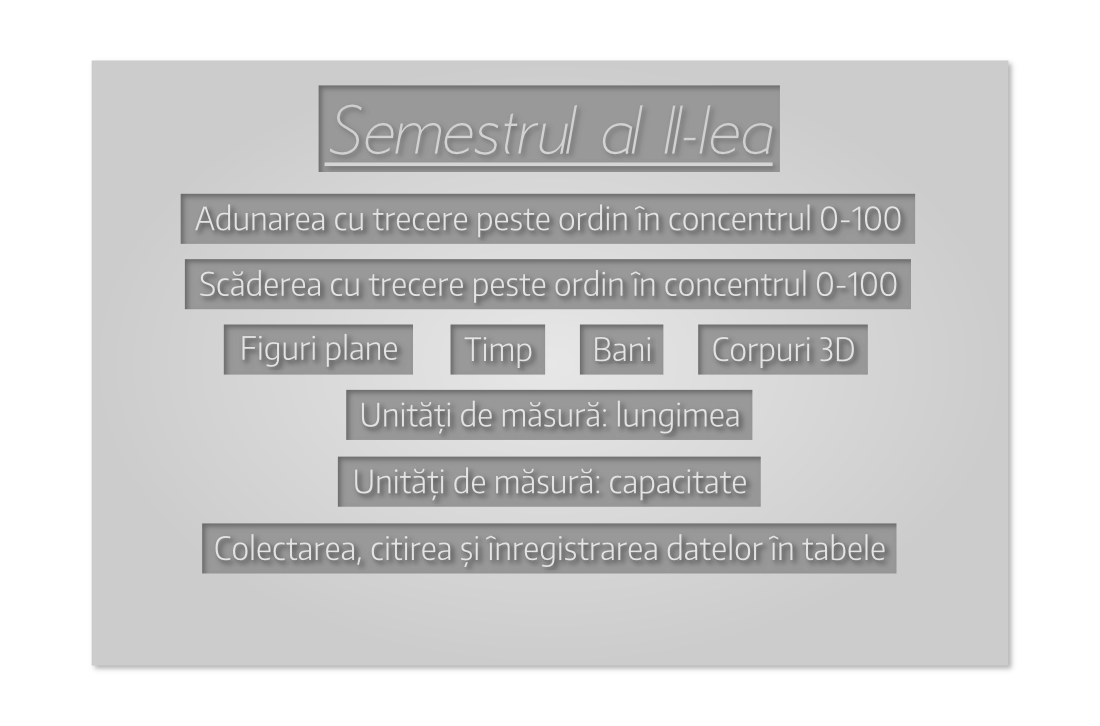 Semestrul al II-lea
Adunarea cu trecere peste ordin în concentrul 0-100
Scăderea cu trecere peste ordin în concentrul 0-100
Figuri plane Timp Bani Corpuri 3D
Unități de măsură: lungimea
Unități de măsură: capacitate
Colectarea, citirea și înregistrarea datelor în tabele